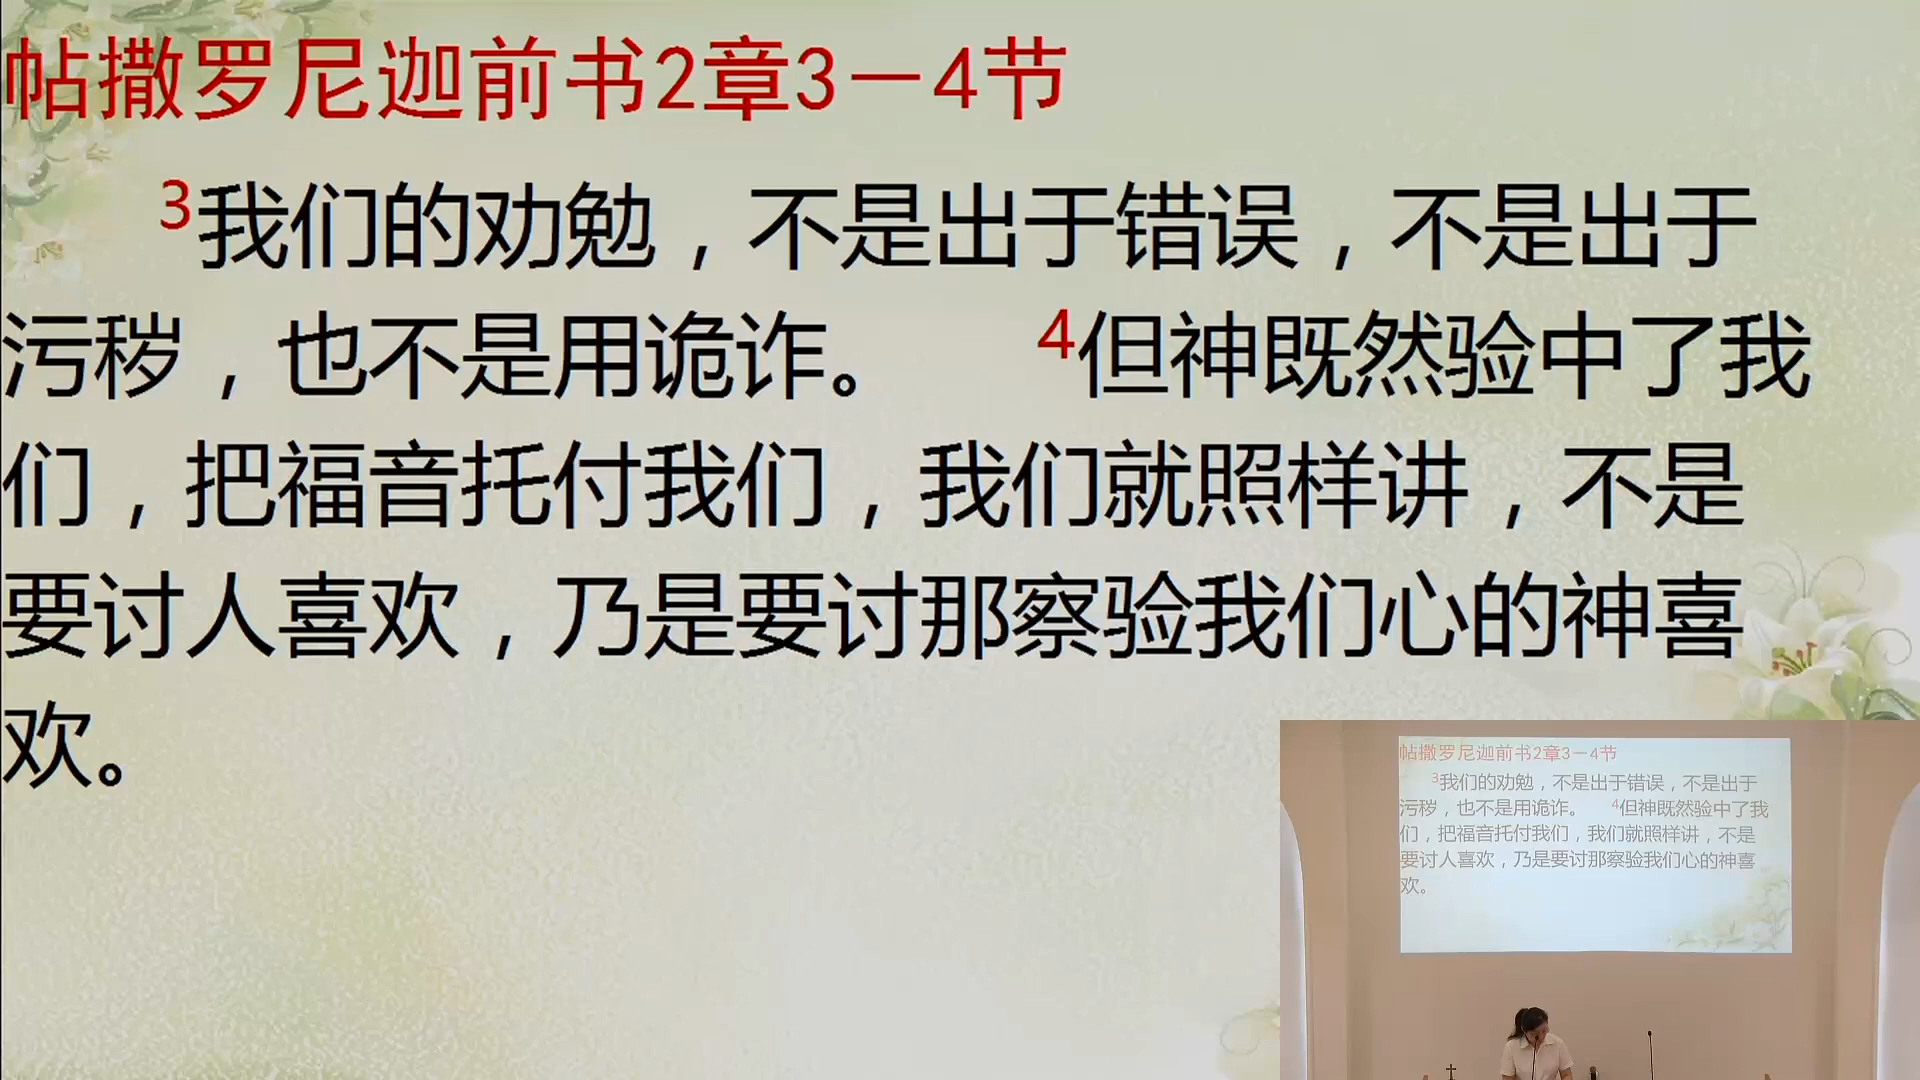 帖撒罗尼迦前书2章3－4节
3我们的劝勉，不是出于错误，不是出于
污秽，也不是用诡诈。 4但神既然验中了我
们，把福音托付我们，我们就照样讲，不是
要讨人喜欢，乃是要讨那察验我们心的神喜
欢。
帖撒罗尼迦前书2章3－4节
3我们的劝勉，不是出于错误，不是出于
污秽，也不是用诡诈。 4但神既然验中了我
们，把福音托付我们，我们就照样讲，不是
要讨人喜欢，乃是要讨那察验我们心的神喜
欢。